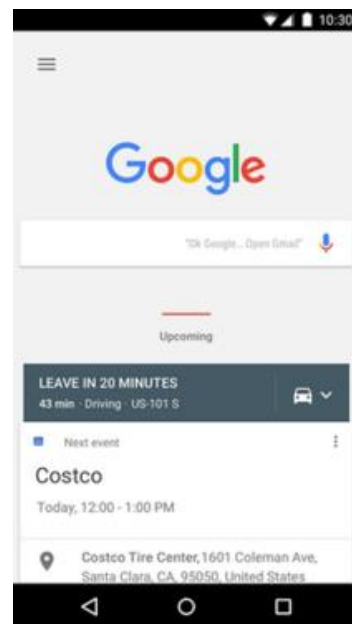 10:30
Google
"Ok Google... Open Gmail"
Upcoming
LEAVE IN 20 MINUTES
43 min · Driving · US-101 S
Next event
Costco
Today, 12:00 - 1:00 PM
Costco Tire Center, 1601 Coleman Ave,
Santa Clara, CA, 95050, United States